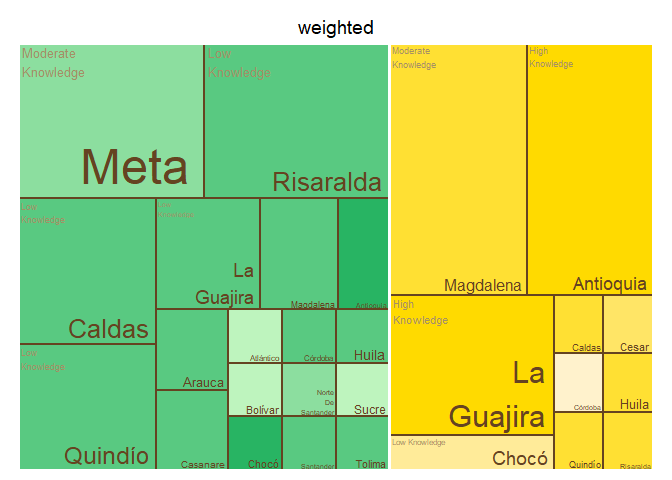 weighted
Moderate
Knowledge
Meta
Low
Knowledge
Risaralda
Low
Knowledge
Caldas
Low
Knowledge
Quindío
Low
Knowledge
La
Guajira
Magdalena
Antioquia
Arauca
Casanare
Atlántico
Córdoba
Huila
Bolívar
Norte
De
Santander
Sucre
Chocó
Santander
Tolima
Moderate
Knowledge
Magdalena
High
Knowledge
Antioquia
High
Knowledge
La
Guajira
Low Knowledge
Chocó
Caldas
Cesar
Córdoba
Huila
Quindío
Risaralda